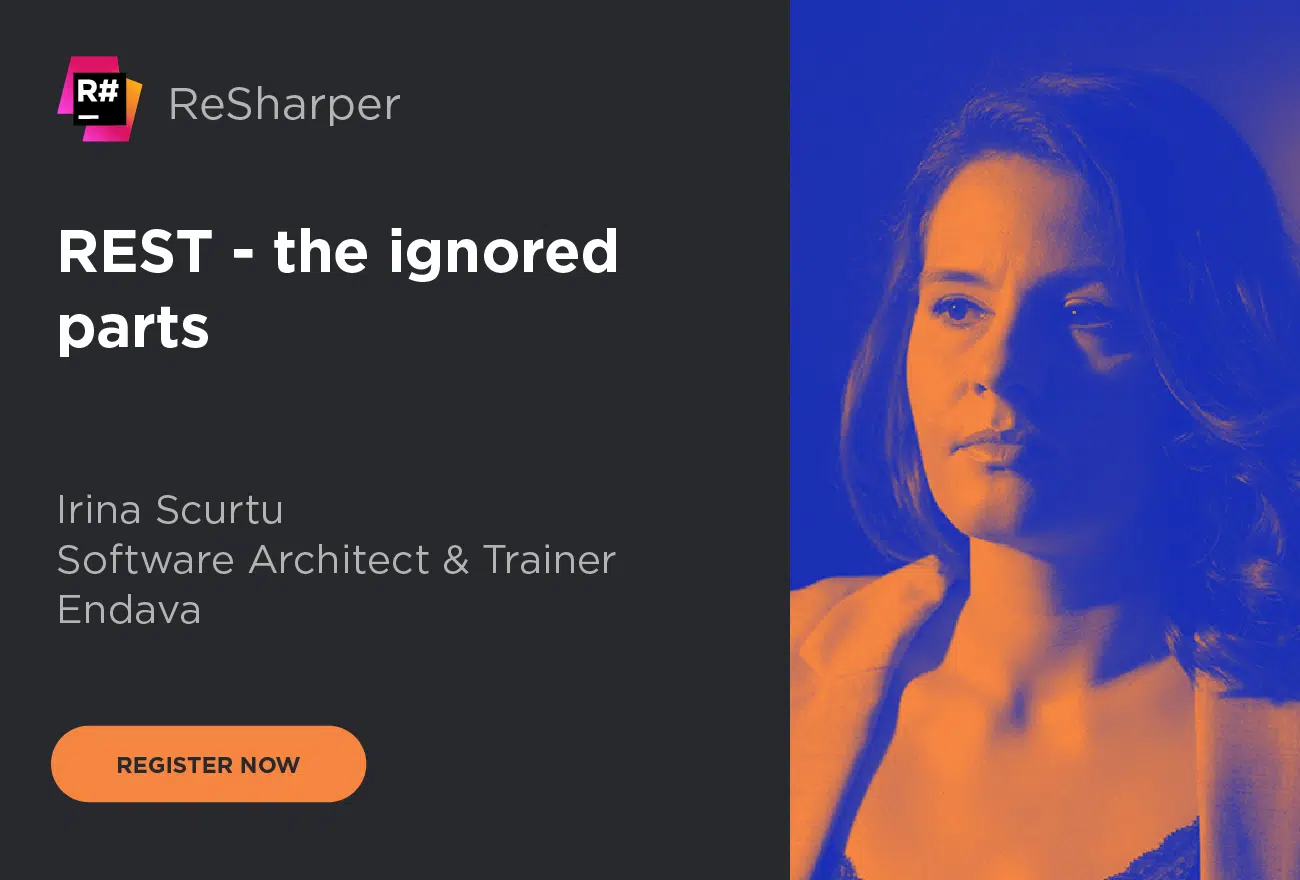 R#
ReSharper
REST - the ignored
parts
Irina Scurtu
Software Architect & Trainer
Endava
REGISTER NOW